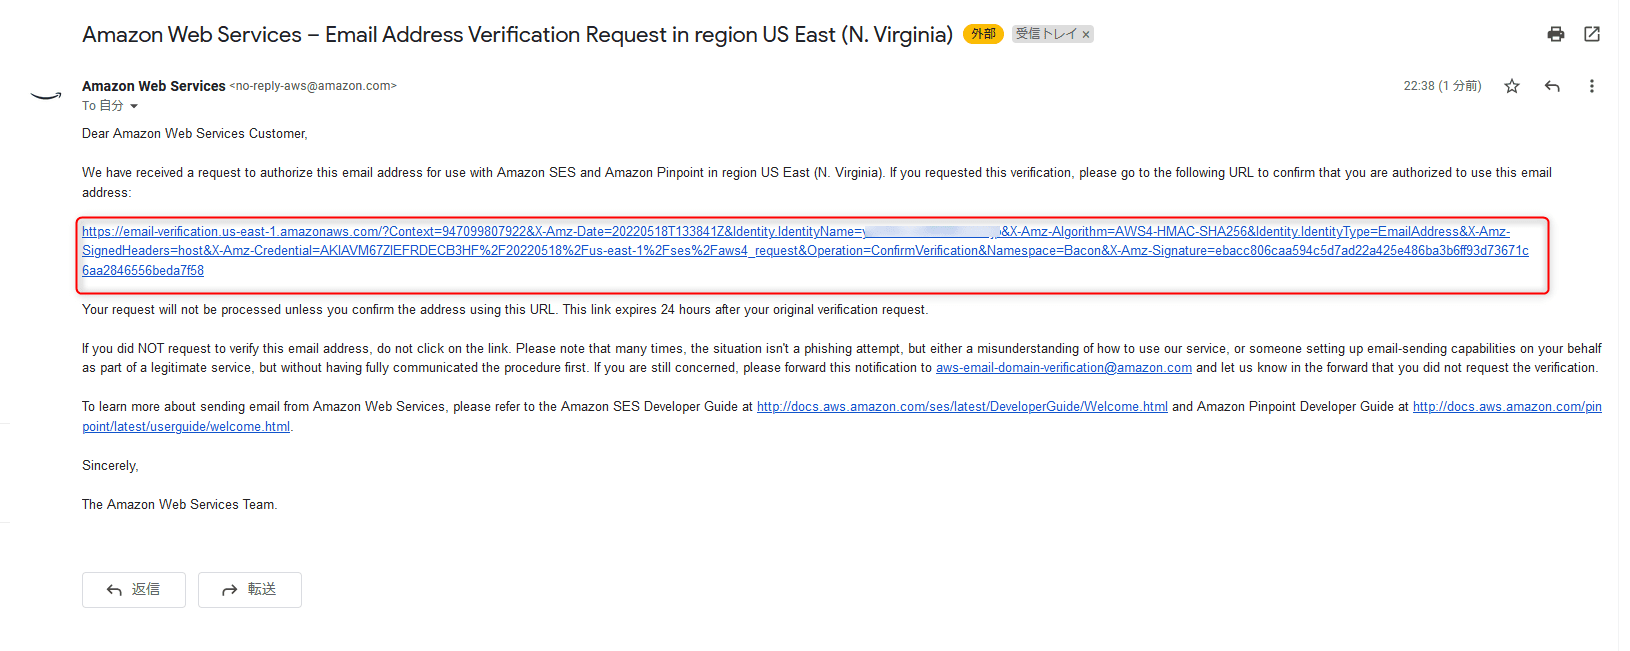 Amazon Web Services – Email Address Verification Request in region US East (N. Virginia) 外部 受信トレイ ×
Amazon Web Services <no-reply-aws@amazon.com> 22:38 (1 分前)
To 自分
Dear Amazon Web Services Customer,
We have received a request to authorize this email address for use with Amazon SES and Amazon Pinpoint in region US East (N. Virginia). If you requested this verification, please go to the following URL to confirm that you are authorized to use this email
address:
https://email-verification.us-east-1.amazonaws.com/?Context=947099807922&X-Amz-Date=20220518T133841Z&Identity.IdentityName= &X-Amz-Algorithm=AWS4-HMAC-SHA256&Identity.IdentityType=EmailAddress&X-Amz-
SignedHeaders=host&X-Amz-Credential=AKIAVM67ZIEFRDECB3HF%2F20220518%2Fus-east-1%2Fses%2Faws4_request&Operation=ConfirmVerification&Namespace=Bacon&X-Amz-Signature=ebacc806caa594c5d7ad22a425e486ba3b6ff93d73671c
6aa2846556beda7f58
Your request will not be processed unless you confirm the address using this URL. This link expires 24 hours after your original verification request.
If you did NOT request to verify this email address, do not click on the link. Please note that many times, the situation isn't a phishing attempt, but either a misunderstanding of how to use our service, or someone setting up email-sending capabilities on your behalf
as part of a legitimate service, but without having fully communicated the procedure first. If you are still concerned, please forward this notification to aws-email-domain-verification@amazon.com and let us know in the forward that you did not request the verification.
To learn more about sending email from Amazon Web Services, please refer to the Amazon SES Developer Guide at http://docs.aws.amazon.com/ses/latest/DeveloperGuide/Welcome.html and Amazon Pinpoint Developer Guide at http://docs.aws.amazon.com/pin
point/latest/userguide/welcome.html.
Sincerely,
The Amazon Web Services Team.
返信 転送